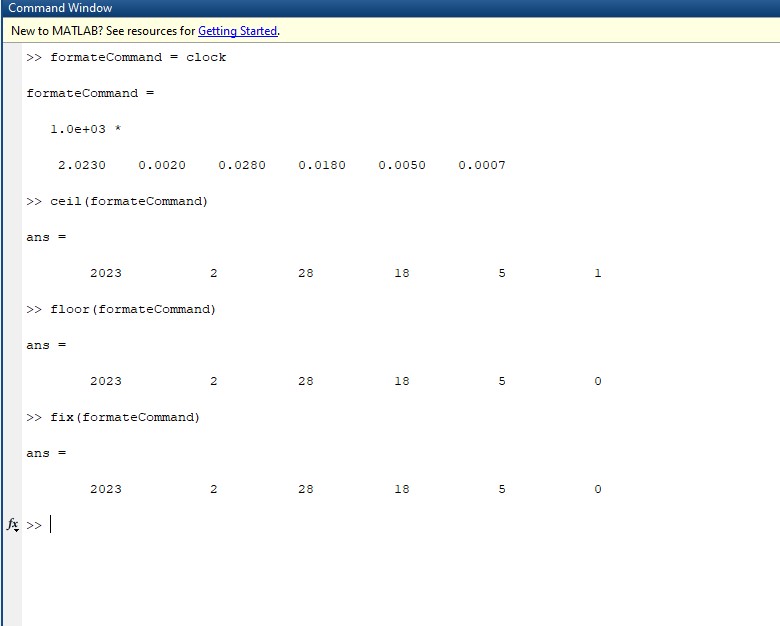 Command Window
New to MATLAB? See resources for Getting Started.
>> formateCommand = clock
formateCommand =
1.0e+03 *
2.0230 0.0020 0.0280 0.0180 0.0050 0.0007
>> ceil(formateCommand)
ans =
2023 2 28 18 5 1
>> floor(formateCommand)
ans =
2023 2 28 18 5 0
>> fix(formateCommand)
ans =
2023 2 28 18 5 0
fx >>